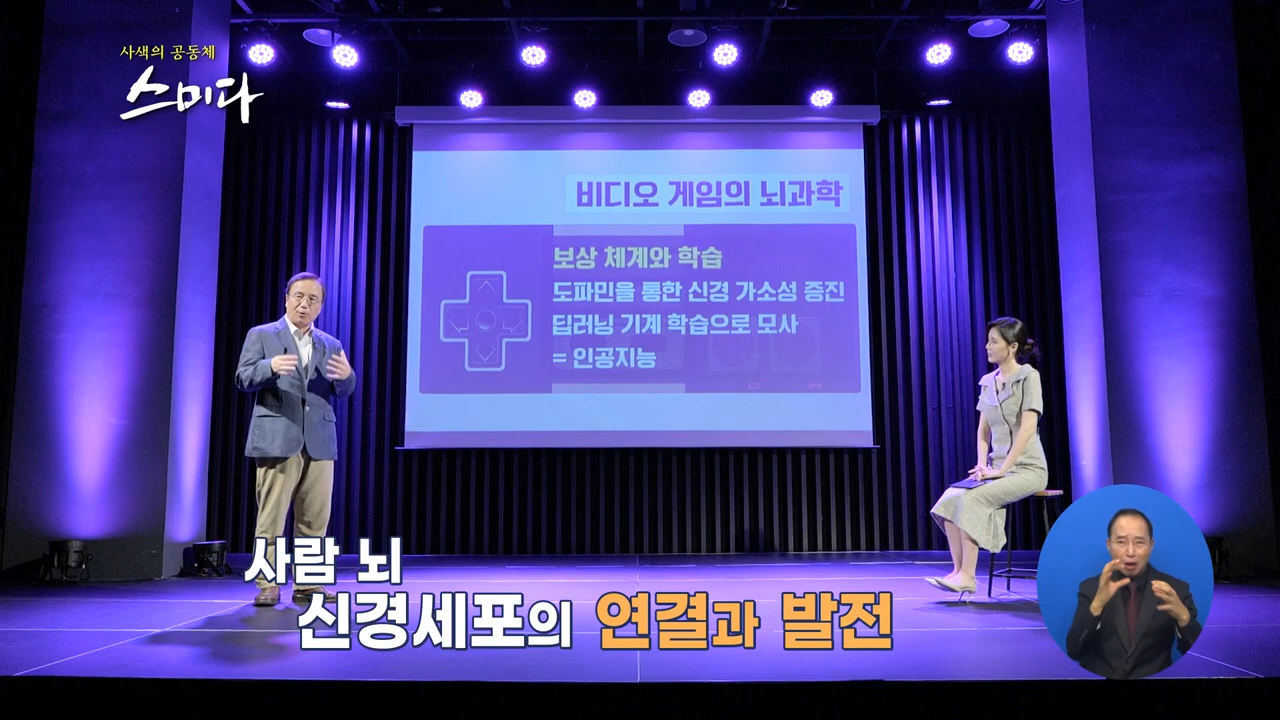 사색의 공동체
스미다
비디오 게임의 뇌과학
보상 체계와 학습
도파민을 통한 신경 가소성 증진
딥러닝 기계 학습으로 모사
= 인공지능
사람 뇌
신경세포의 연결과 발전